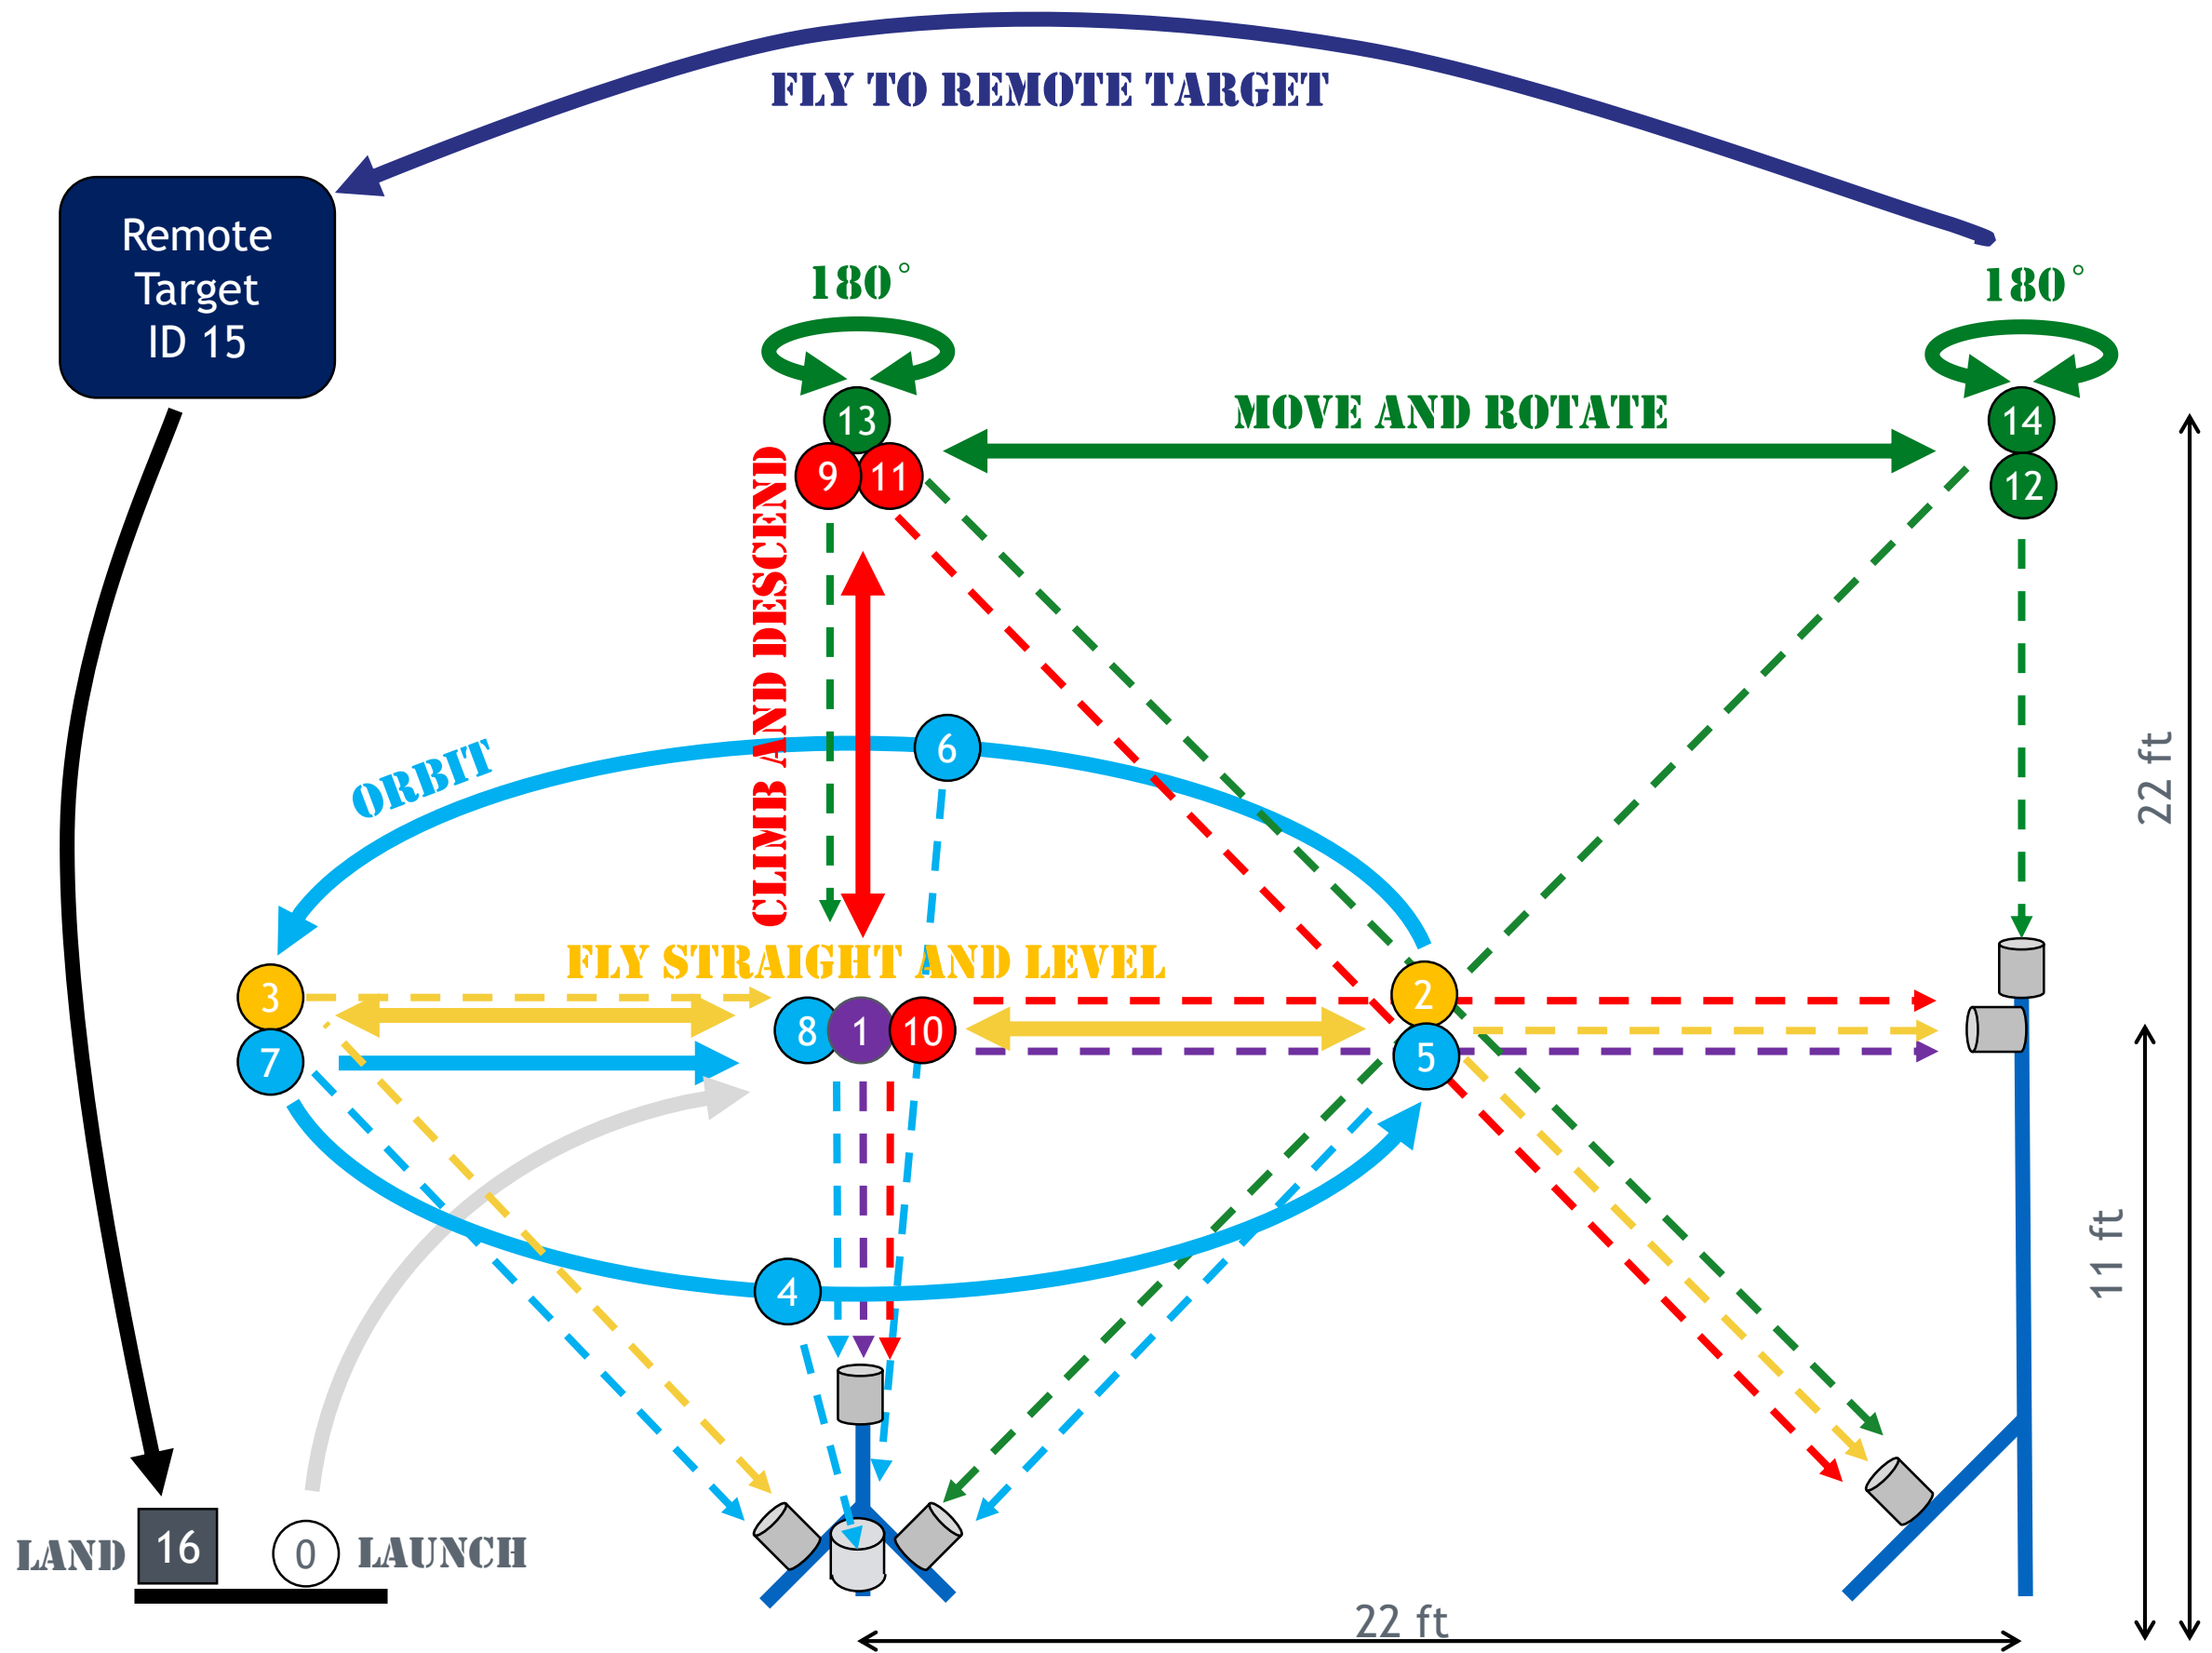 FLY TO REMOTE TARGET
Remote
Target
ID 15
180°
180°
13
9
11
MOVE AND ROTATE
14
12
CLIMB AND DESCEND
ORBIT
6
22 ft
FLY STRAIGHT AND LEVEL
3
7
8
1
10
2
5
11 ft
4
LAND
16
0
LAUNCH
22 ft